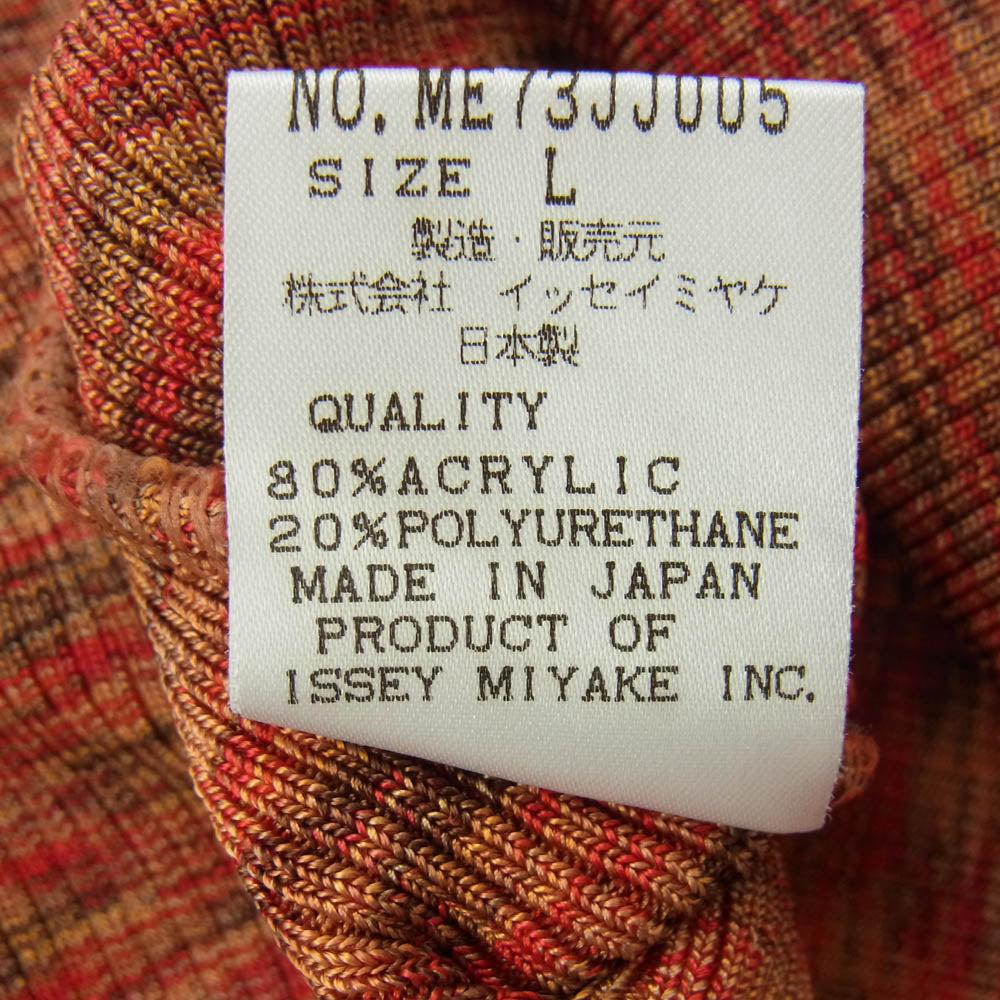 NO. ME73JJ005
SIZE L
製造・販売元
株式会社 イッセイミヤケ
日本製
QUALITY
80%ACRYLIC
20%POLYURETHANE
MADE IN JAPAN
PRODUCT OF
ISSEY MIYAKE INC.